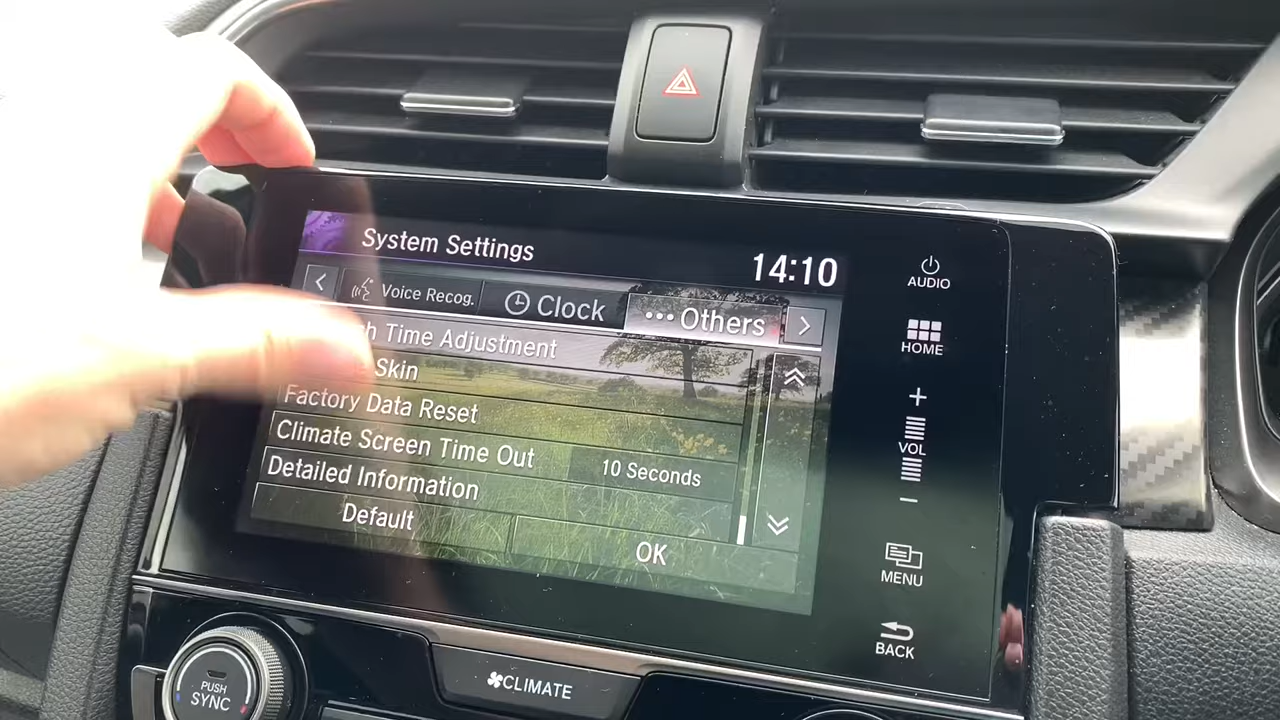 System Settings
14:10
Voice Recog.
Clock
Others
Time Adjustment
Skin
Factory Data Reset
Climate Screen Time Out
10 Seconds
Detailed Information
Default
OK
AUDIO
HOME
+
VOL
−
MENU
BACK
PUSH
SYNC
CLIMATE